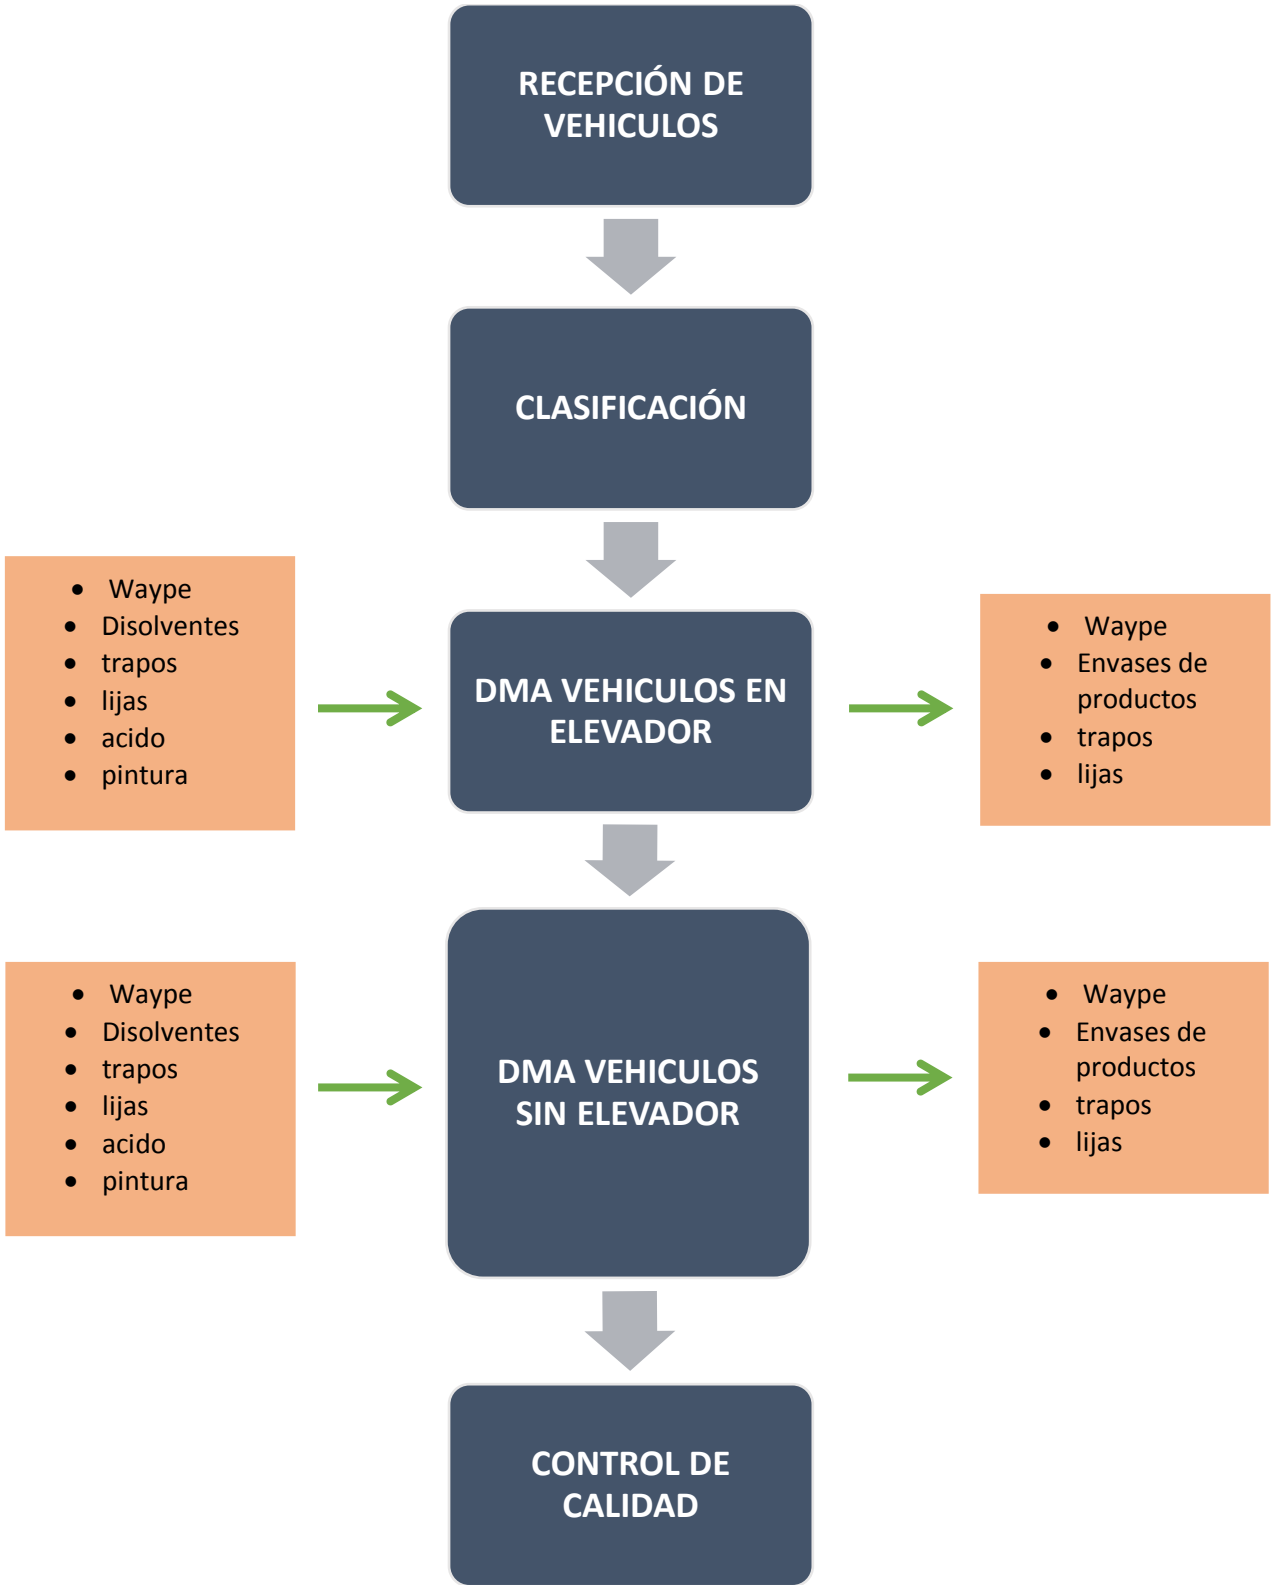 RECEPCIÓN DE
VEHICULOS
CLASIFICACIÓN
• Waype
• Disolventes
• trapos
• lijas
• acido
• pintura
DMA VEHICULOS EN
ELEVADOR
• Waype
• Envases de
productos
• trapos
• lijas
• Waype
• Disolventes
• trapos
• lijas
• acido
• pintura
DMA VEHICULOS
SIN ELEVADOR
• Waype
• Envases de
productos
• trapos
• lijas
CONTROL DE
CALIDAD